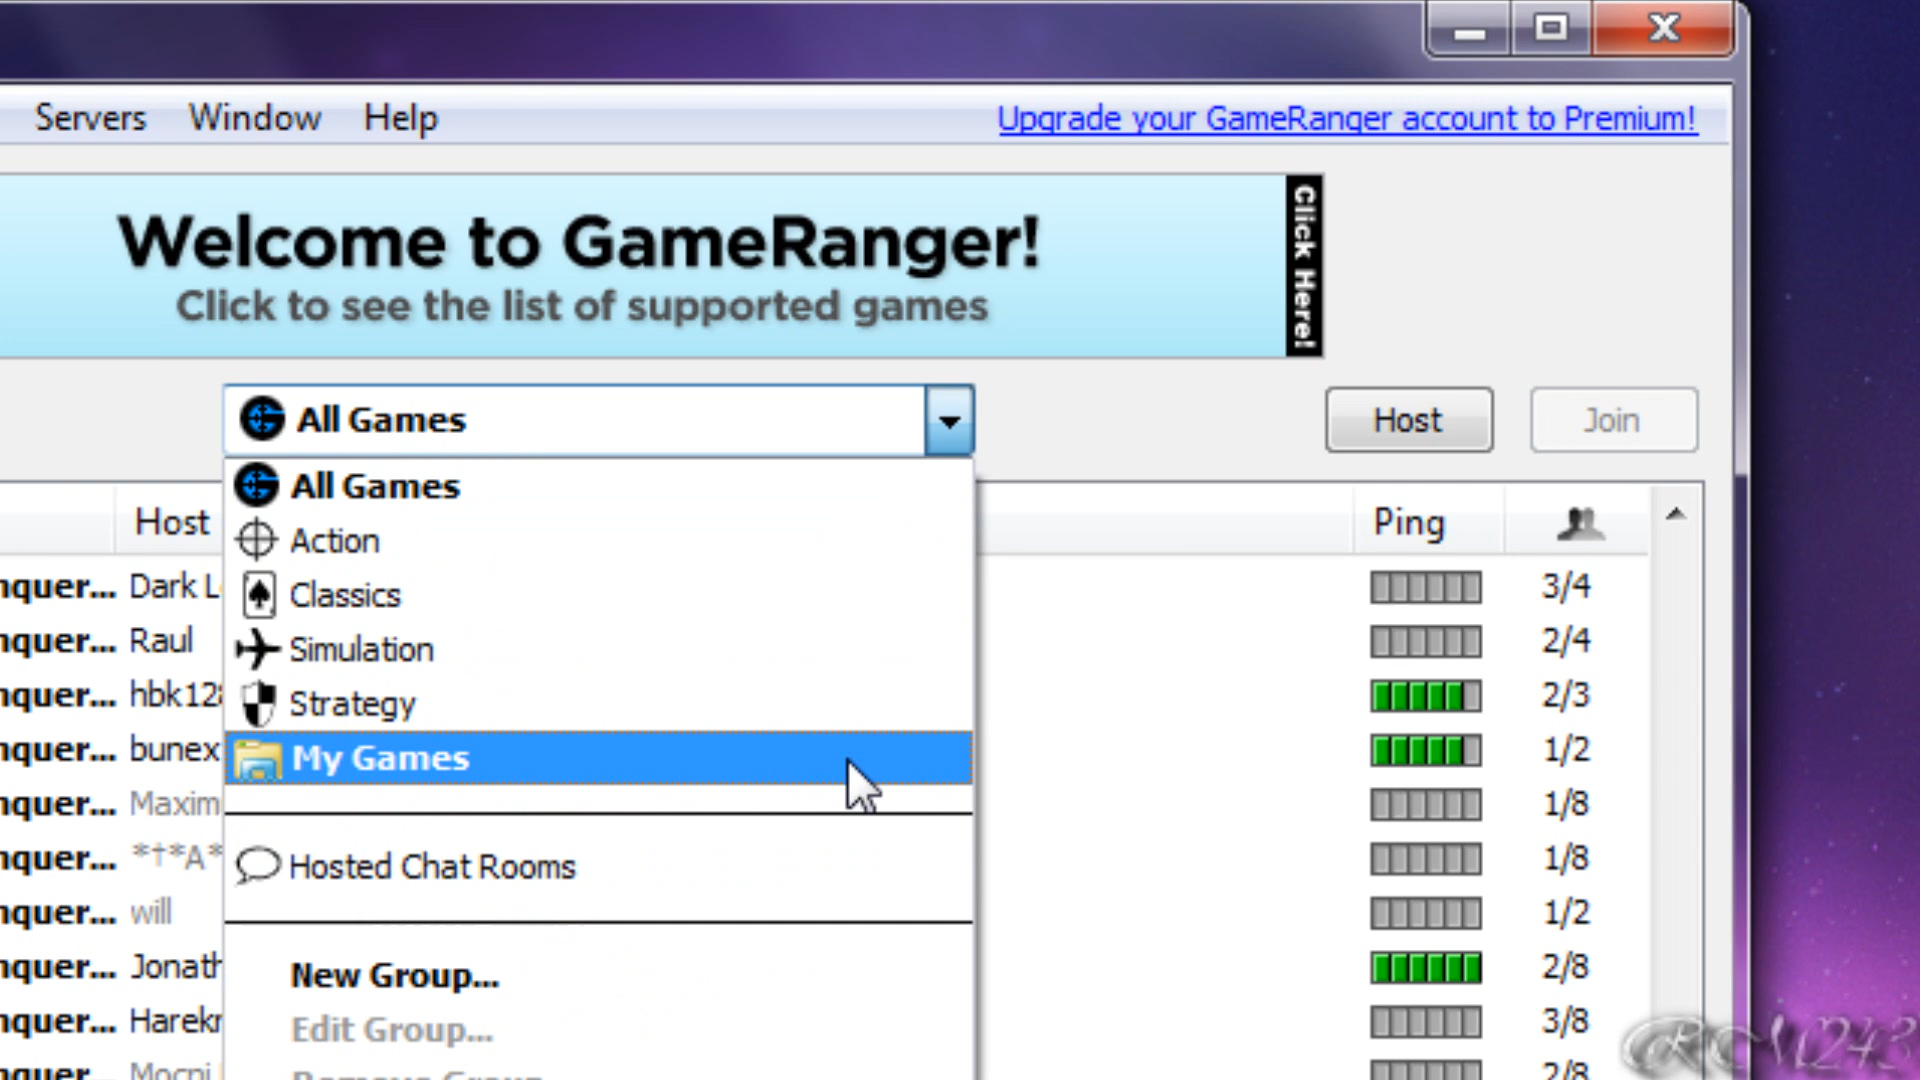 Servers Window Help Upgrade your GameRanger account to Premium!
Welcome to GameRanger!
Click to see the list of supported games
Click Here!
All Games
Host Join
All Games
Action
Classics
Simulation
Strategy
My Games
Hosted Chat Rooms
New Group...
Edit Group...
Host Ping
nquer... Dark L 3/4
nquer... Raul 2/4
nquer... hbk128 2/3
nquer... bunex 1/2
nquer... Maxim 1/8
nquer... *†*A* 1/8
nquer... will 1/2
nquer... Jonath 2/8
nquer... Harekr 3/8
nquer... Mocni 2/8